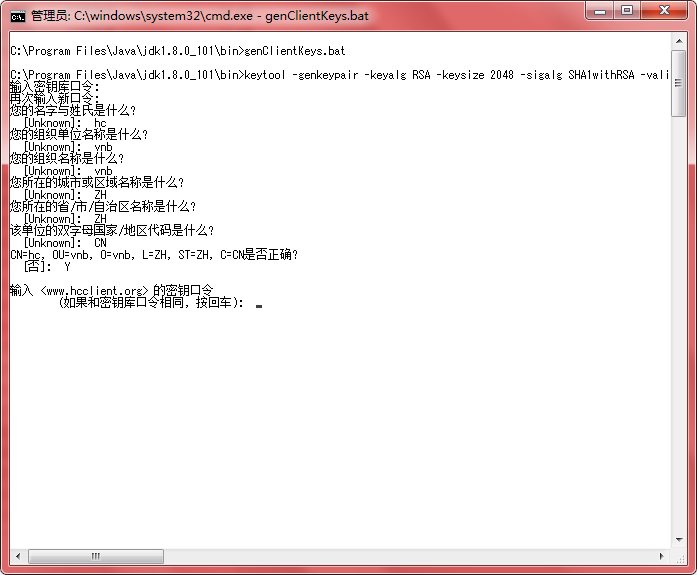 管理员: C:\windows\system32\cmd.exe - genClientKeys.bat
C:\Program Files\Java\jdk1.8.0_101\bin>genClientKeys.bat
C:\Program Files\Java\jdk1.8.0_101\bin>keytool -genkeypair -keyalg RSA -keysize 2048 -sigalg SHA1withRSA -vali
输入密钥库口令:
再次输入新口令:
您的名字与姓氏是什么?
[Unknown]:  hc
您的组织单位名称是什么?
[Unknown]:  vnb
您的组织名称是什么?
[Unknown]:  vnb
您所在的城市或区域名称是什么?
[Unknown]:  ZH
您所在的省/市/自治区名称是什么?
[Unknown]:  ZH
该单位的双字母国家/地区代码是什么?
[Unknown]:  CN
CN=hc, OU=vnb, O=vnb, L=ZH, ST=ZH, C=CN是否正确?
[否]:  Y
输入 <www.hcclient.org> 的密钥口令
(如果和密钥库口令相同, 按回车):